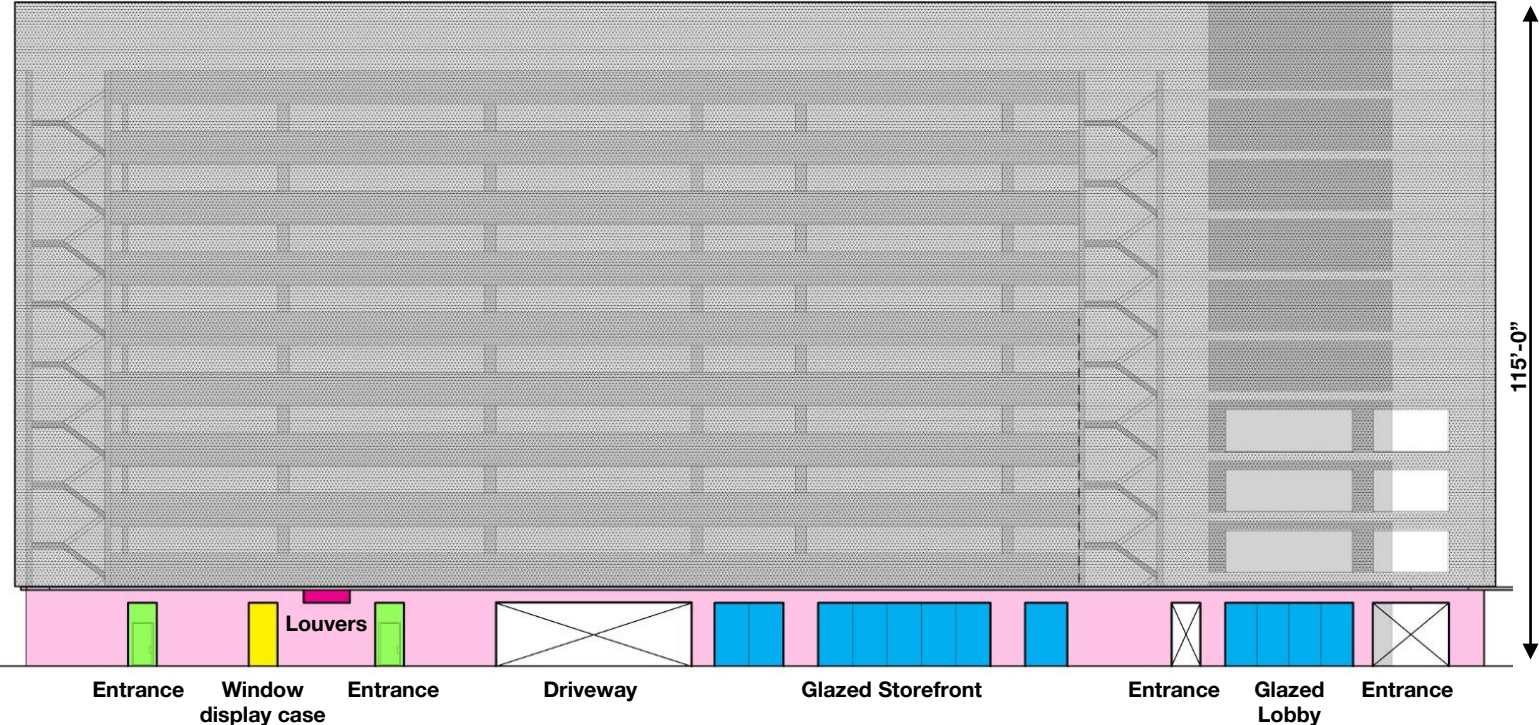 115’-0”
Louvers
Entrance
Window
display case
Entrance
Driveway
Glazed Storefront
Entrance
Glazed
Lobby
Entrance